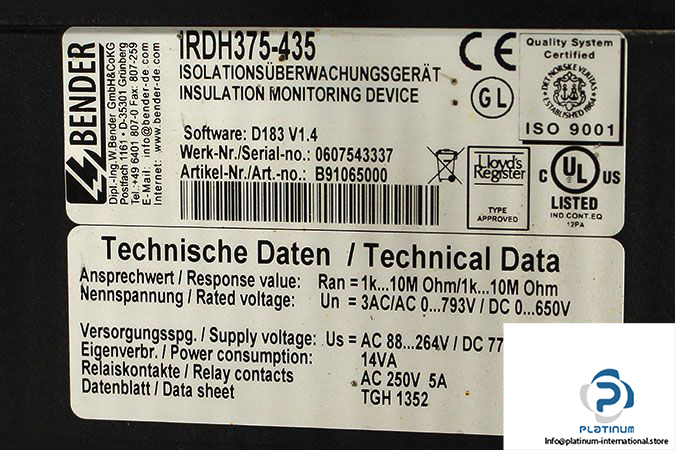 BENDER
Dipl.-Ing.W.Bender GmbH&CoKG
Postfach 1161 • D-35301 Grünberg
Tel.:+49 6401 807-0 Fax: 807-259
E-Mail: info@bender-de.com
Internet: www.bender-de.com
IRDH375-435
ISOLATIONSÜBERWACHUNGSGERÄT
INSULATION MONITORING DEVICE
Software: D183 V1.4
Werk-Nr./Serial-no.: 0607543337
Artikel-Nr./Art.-no.: B91065000
CE
GL
Quality System
Certified
DET NORSKE VERITAS
ESTABLISHED 1864
ISO 9001
Lloyd's
Register
TYPE
APPROVED
C UL US
LISTED
IND.CONT.EQ
12PA
Technische Daten / Technical Data
Ansprechwert / Response value: Ran = 1k...10M Ohm/1k...10M Ohm
Nennspannung / Rated voltage: Un = 3AC/AC 0...793V / DC 0...650V
Versorgungsspg. / Supply voltage: Us = AC 88...264V / DC 77
Eigenverbr. / Power consumption: 14VA
Relaiskontakte / Relay contacts AC 250V 5A
Datenblatt / Data sheet TGH 1352
PLATINUM
Info@platinum-international.store